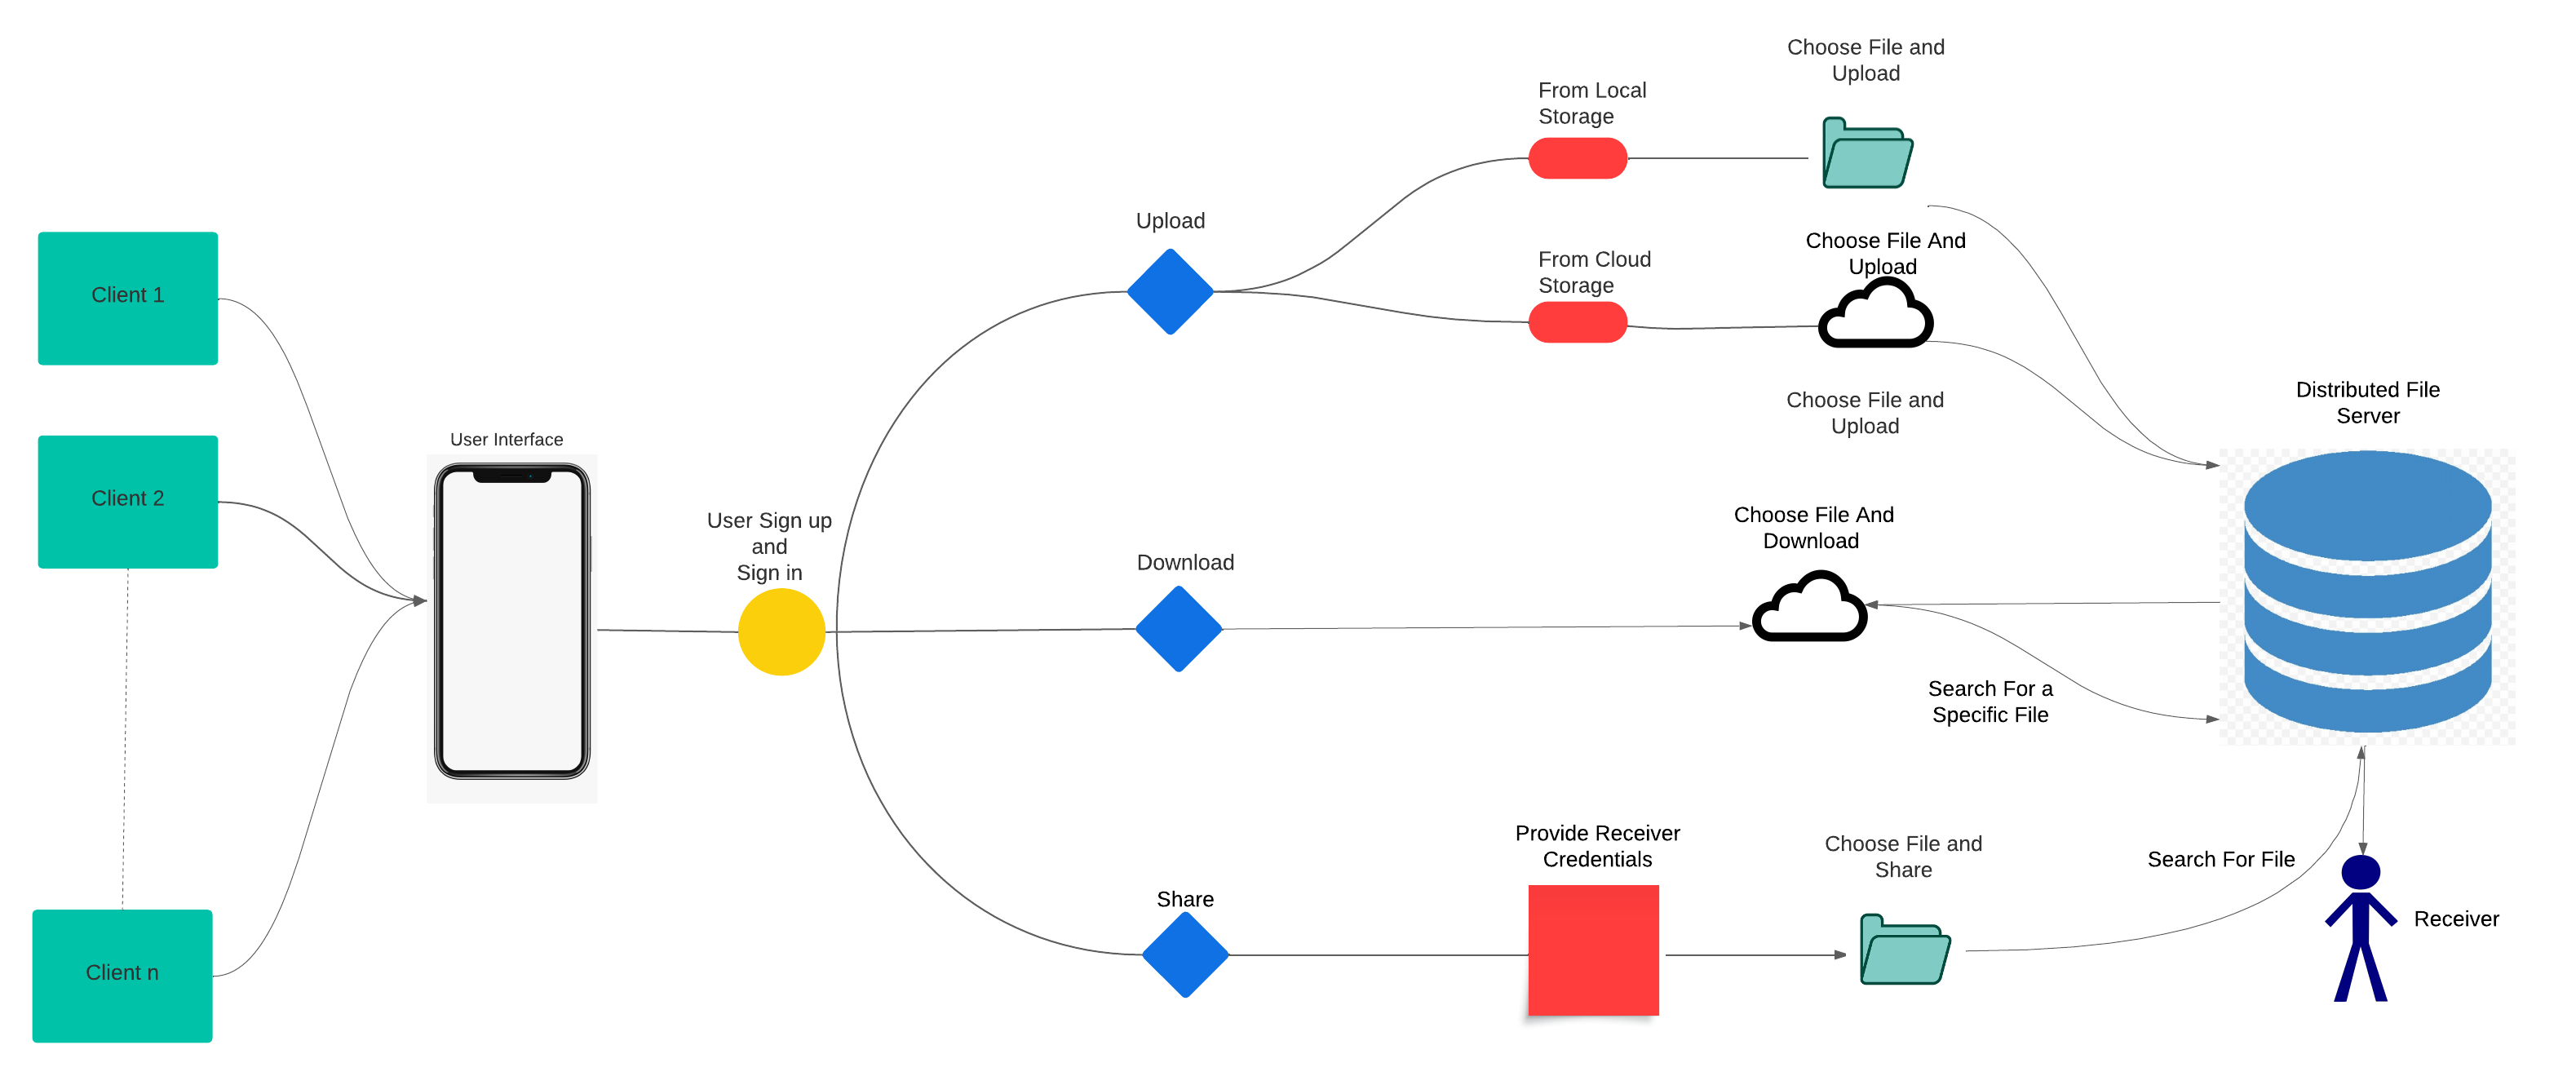 Choose File and
Upload
From Local
Storage
Upload
Choose File And
Upload
From Cloud
Storage
Client 1
Distributed File
Server
Choose File and
Upload
User Interface
Client 2
Choose File And
Download
User Sign up
and
Sign in
Download
Search For a
Specific File
Provide Receiver
Credentials
Choose File and
Share
Search For File
Share
Receiver
Client n